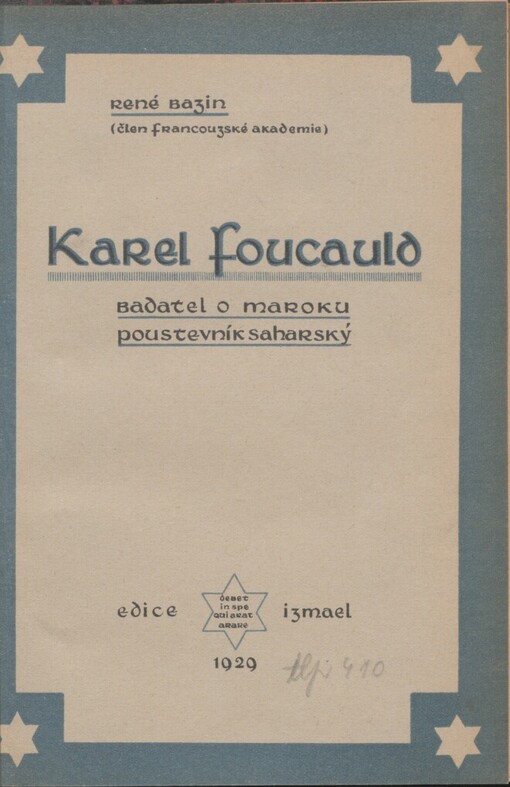 René Bazin
(člen Francouzské akademie)
Karel Foucauld
badatel o Maroku
poustevník saharský
edice
debet
in spe
qui arat
arare
izmael
1929
410